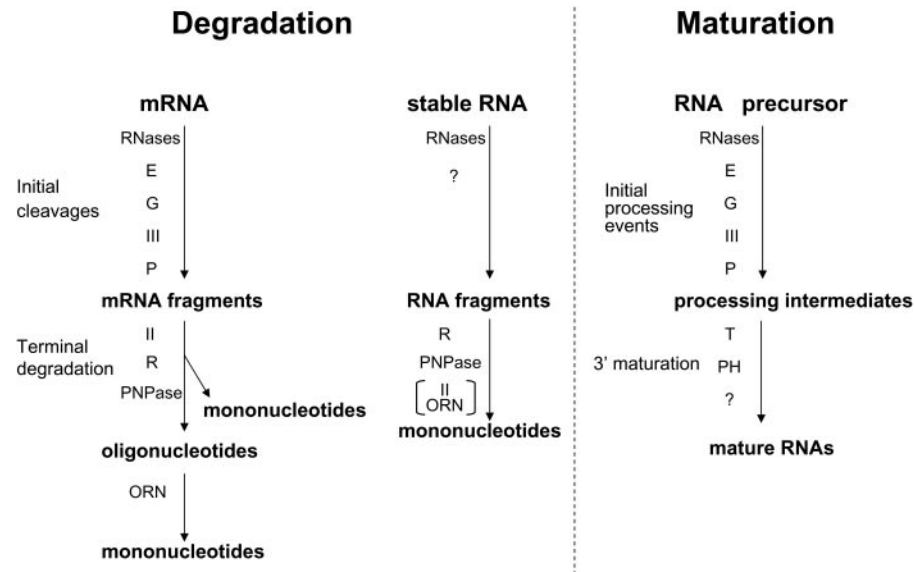 Degradation
Maturation
mRNA
RNases
E
G
III
P
Initial
cleavages
mRNA fragments
II
R
PNPase
Terminal
degradation
mononucleotides
oligonucleotides
ORN
mononucleotides
stable RNA
RNases
?
RNA fragments
R
PNPase
II
ORN
mononucleotides
RNA precursor
RNases
E
G
III
P
Initial
processing
events
processing intermediates
T
PH
?
3’ maturation
mature RNAs